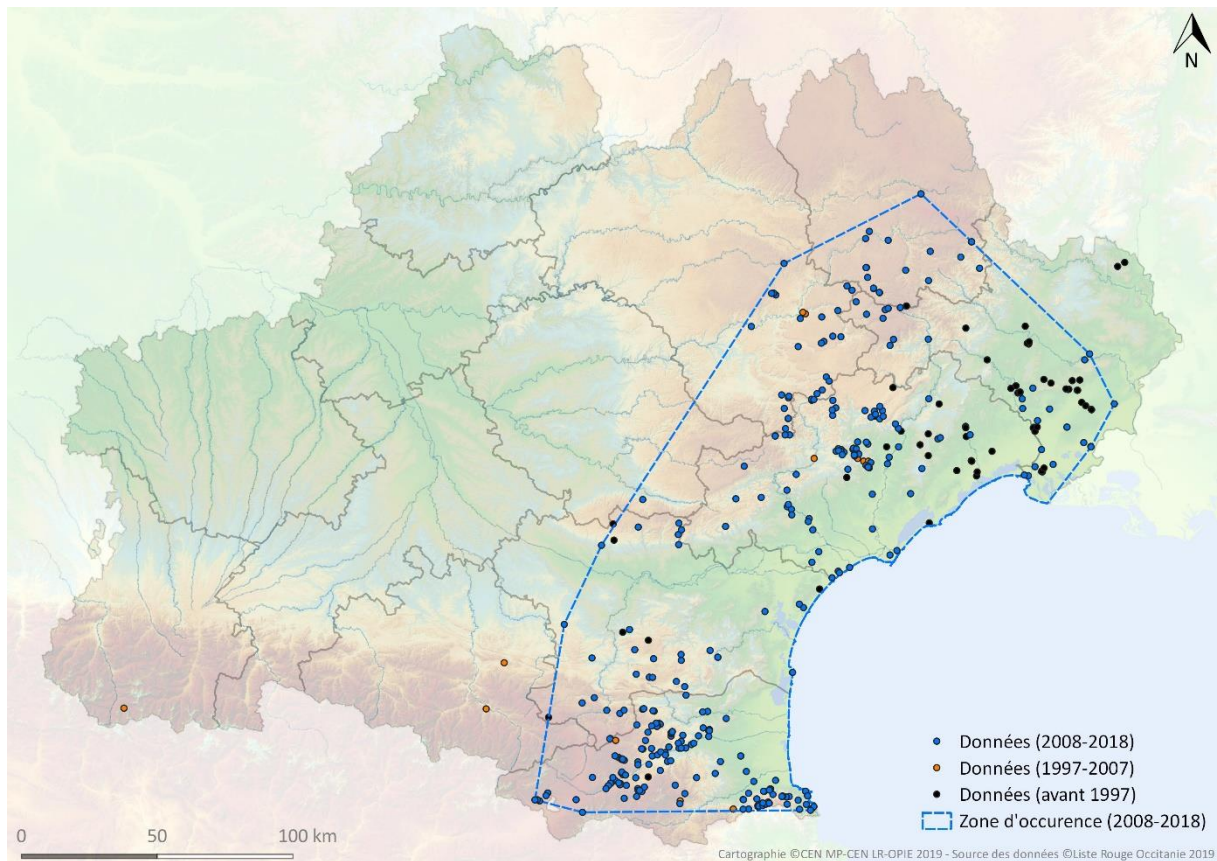 N
Données (2008-2018)
Données (1997-2007)
Données (avant 1997)
Zone d'occurence (2008-2018)
0 50 100 km
Cartographie ©CEN MP-CEN LR-OPIE 2019 - Source des données ©Liste Rouge Occitanie 2019